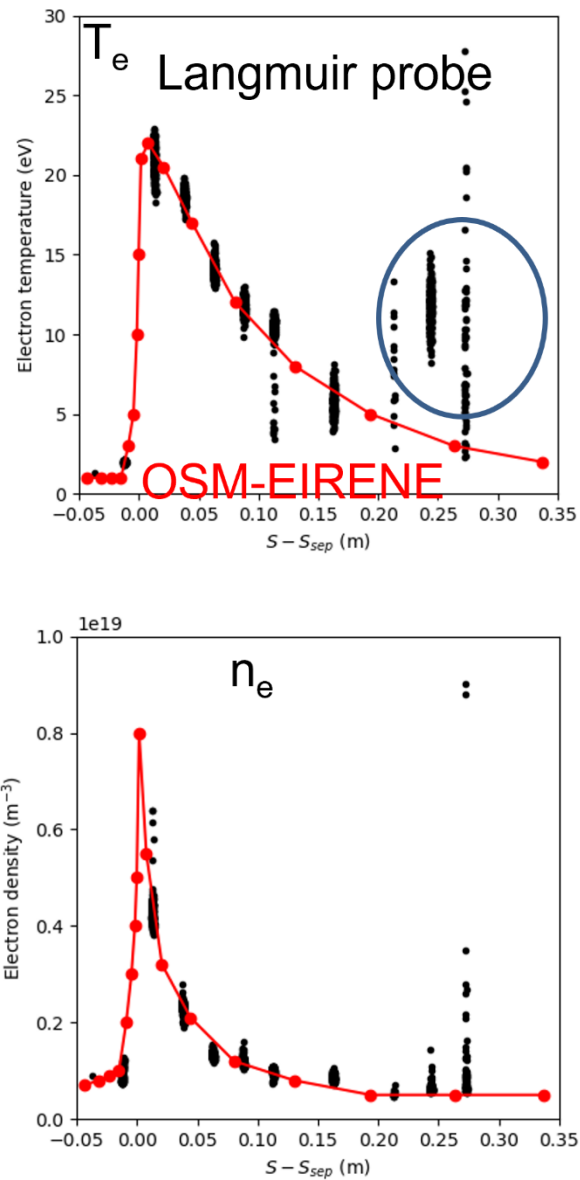 30
25
20
15
10
5
0
Electron temperature (eV)
Te
Langmuir probe
OSM-EIRENE
−0.05 0.00 0.05 0.10 0.15 0.20 0.25 0.30 0.35
S − Ssep (m)
1e19
1.0
0.8
0.6
0.4
0.2
0.0
Electron density (m⁻³)
ne
−0.05 0.00 0.05 0.10 0.15 0.20 0.25 0.30 0.35
S − Ssep (m)